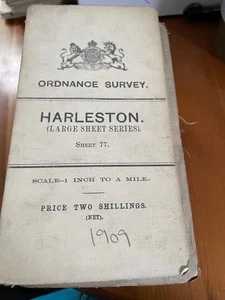 ORDNANCE SURVEY.
HARLESTON.
(LARGE SHEET SERIES).
SHEET 77.
SCALE—1 INCH TO A MILE.
PRICE TWO SHILLINGS.
(NET).
1909